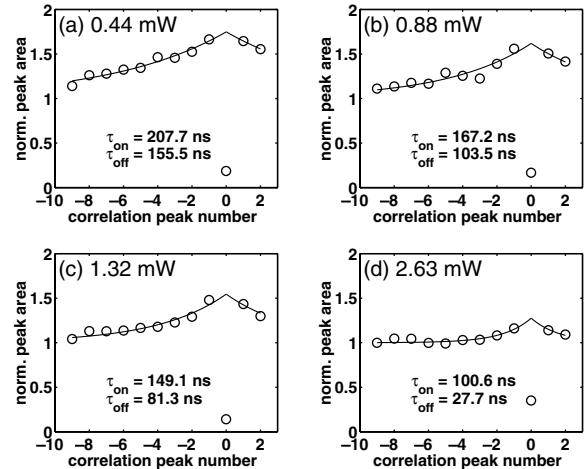 (a) 0.44 mW
norm. peak area
2
1.5
1
0.5
0
τon = 207.7 ns
τoff = 155.5 ns
−10 −8 −6 −4 −2 0 2
correlation peak number
(b) 0.88 mW
norm. peak area
2
1.5
1
0.5
0
τon = 167.2 ns
τoff = 103.5 ns
−10 −8 −6 −4 −2 0 2
correlation peak number
(c) 1.32 mW
norm. peak area
2
1.5
1
0.5
0
τon = 149.1 ns
τoff = 81.3 ns
−10 −8 −6 −4 −2 0 2
correlation peak number
(d) 2.63 mW
norm. peak area
2
1.5
1
0.5
0
τon = 100.6 ns
τoff = 27.7 ns
−10 −8 −6 −4 −2 0 2
correlation peak number